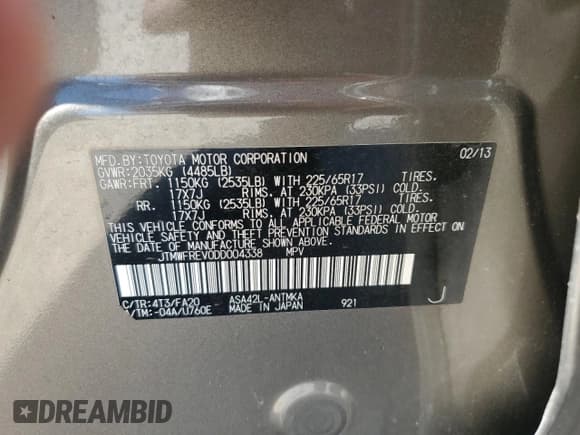 MFD.BY:TOYOTA MOTOR CORPORATION 02/13
GVWR:2035KG (4485LB)
GAWR:FRT. 1150KG (2535LB) WITH 225/65R17 TIRES.
17X7J RIMS. AT 230KPA (33PSI) COLD.
RR. 1150KG (2535LB) WITH 225/65R17 TIRES.
17X7J RIMS. AT 230KPA (33PSI) COLD.
THIS VEHICLE CONFORMS TO ALL APPLICABLE FEDERAL MOTOR
VEHICLE SAFETY AND THEFT PREVENTION STANDARDS IN EFFECT ON
THE DATE OF MANUFACTURE SHOWN ABOVE.
JTMWFREV0DD004338 MPV
C/TR:4T3/FA20 ASA42L-ANTMKA
A/TM:-04A/U760E MADE IN JAPAN 921 J
DREAMBID